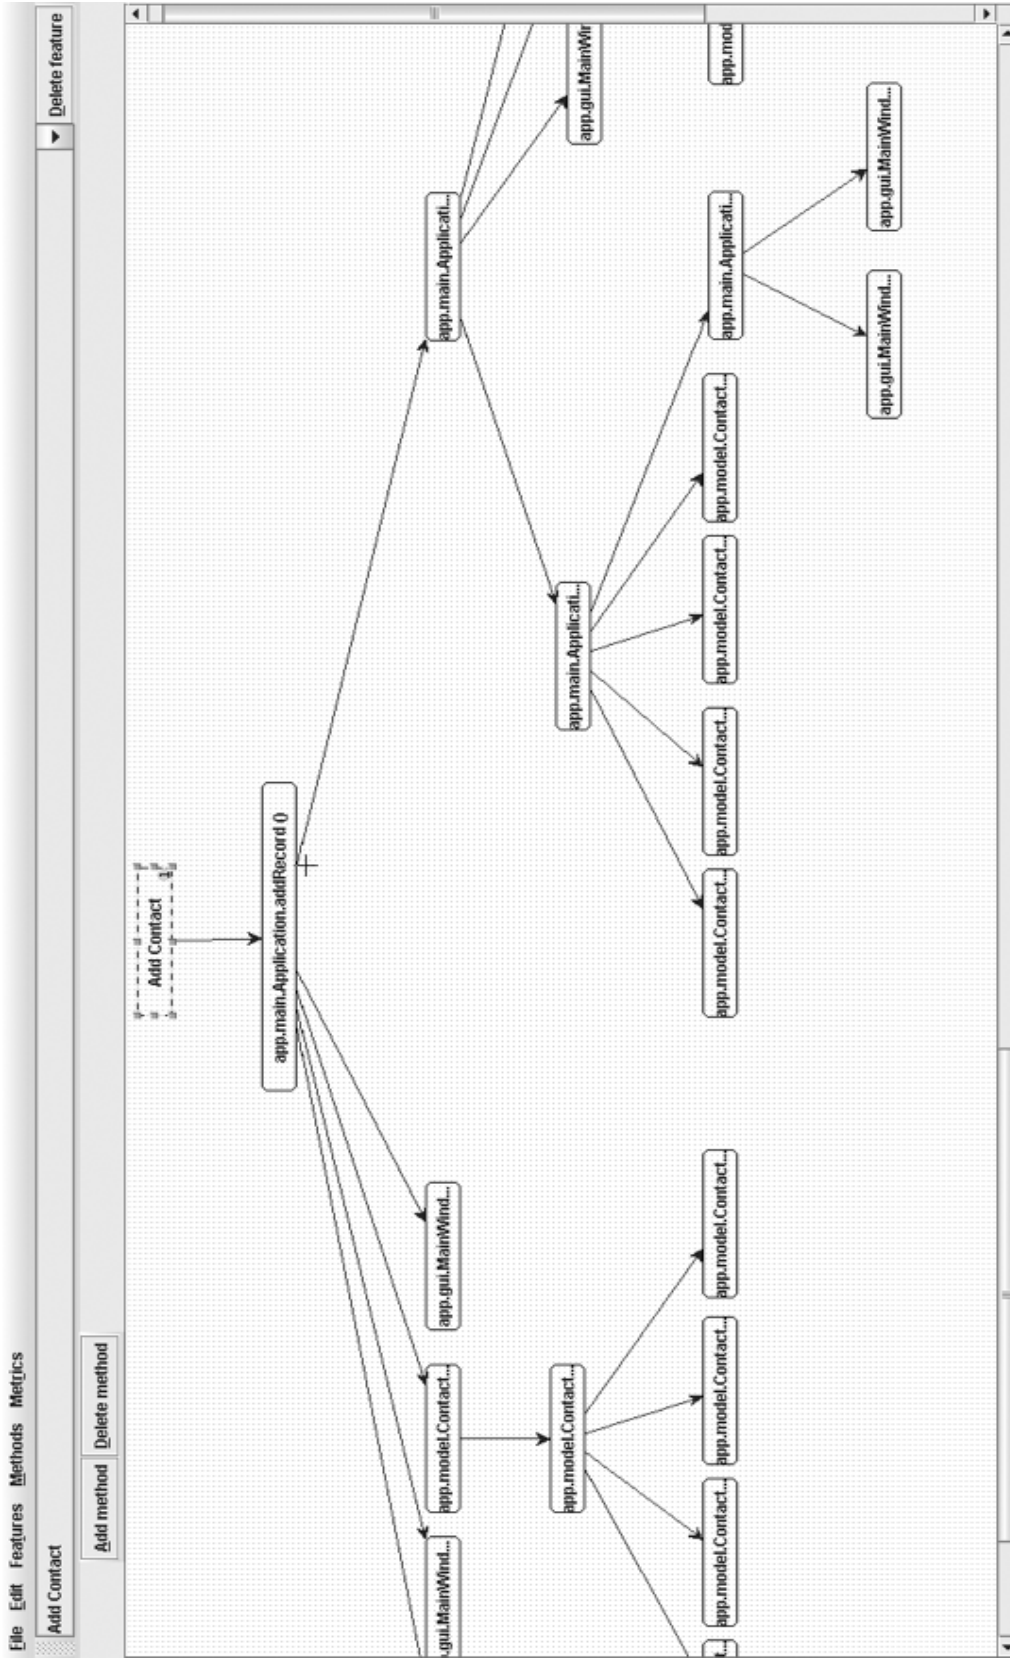 File Edit Features Methods Metrics
Add Contact Delete feature
Add method Delete method
Add Contact
app.main.Application.addRecord ()
.gui.MainWind... app.model.Contact... app.gui.MainWind... app.main.Applicati...
app.model.Contact... app.main.Applicati... app.gui.MainWin
t... app.model.Contact... app.model.Contact... app.model.Contact... app.model.Contact... app.model.Contact... app.model.Contact... app.model.Contact... app.main.Applicati... app.mod
app.gui.MainWind... app.gui.MainWind...